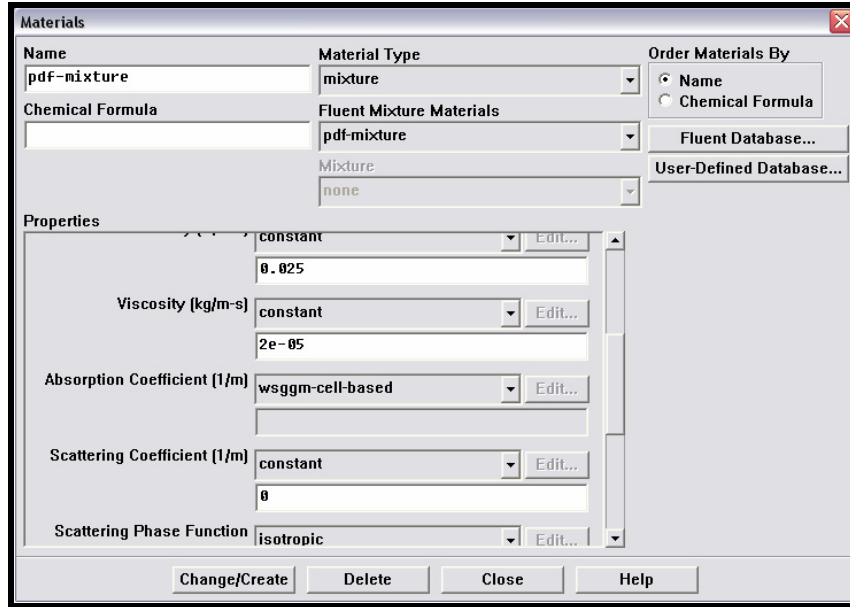 Materials
Name
pdf-mixture
Chemical Formula
Material Type
mixture
Fluent Mixture Materials
pdf-mixture
Mixture
none
Order Materials By
Name
Chemical Formula
Fluent Database...
User-Defined Database...
Properties
constant Edit...
0.025
Viscosity (kg/m-s) constant Edit...
2e-05
Absorption Coefficient (1/m) wsggm-cell-based Edit...
Scattering Coefficient (1/m) constant Edit...
0
Scattering Phase Function isotropic Edit...
Change/Create Delete Close Help